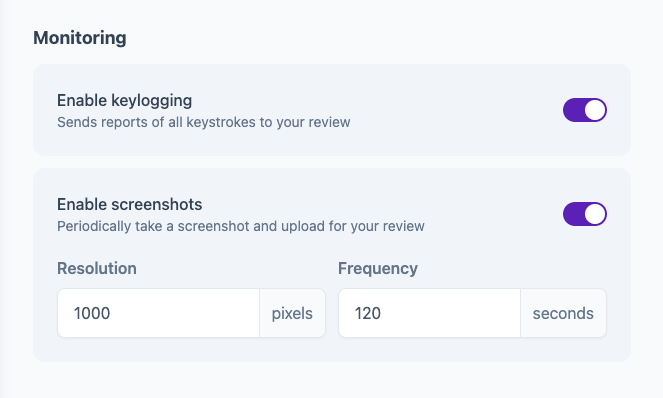 Monitoring
Enable keylogging
Sends reports of all keystrokes to your review
Enable screenshots
Periodically take a screenshot and upload for your review
Resolution
Frequency
1000 pixels
120 seconds